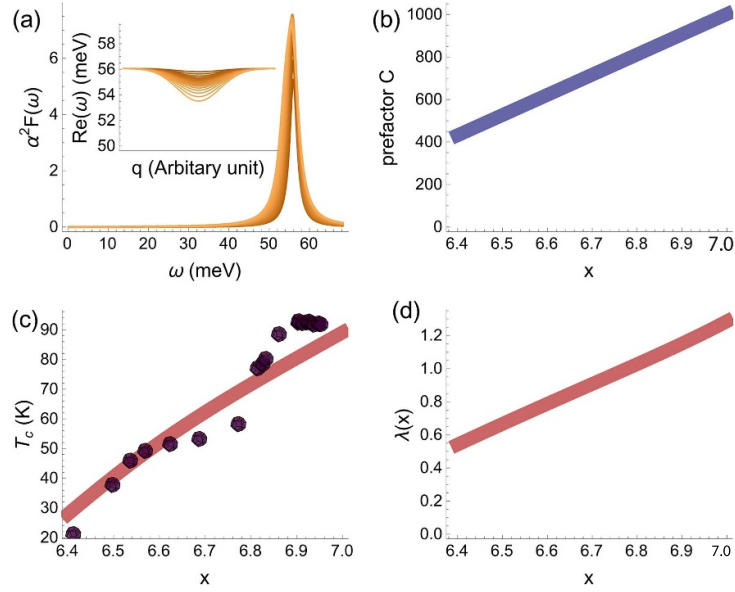 (a)
α²F(ω)
6
4
2
0
0 10 20 30 40 50 60
ω (meV)
Re(ω) (meV)
58
56
54
52
50
q (Arbitary unit)
(b)
prefactor C
1000
800
600
400
200
0
6.4 6.5 6.6 6.7 6.8 6.9 7.0
x
(c)
T_c (K)
90
80
70
60
50
40
30
20
6.4 6.5 6.6 6.7 6.8 6.9 7.0
x
(d)
λ(x)
1.2
1.0
0.8
0.6
0.4
0.2
0.0
6.4 6.5 6.6 6.7 6.8 6.9 7.0
x